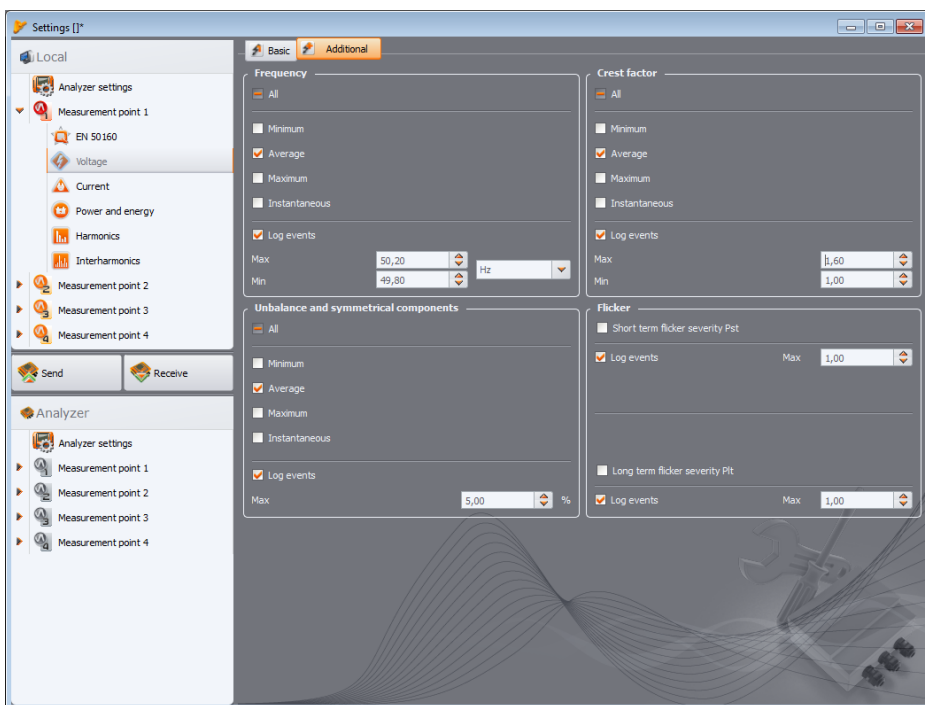 Settings []*
Local
Analyzer settings
Measurement point 1
EN 50160
Voltage
Current
Power and energy
Harmonics
Interharmonics
Measurement point 2
Measurement point 3
Measurement point 4
Send Receive
Analyzer
Analyzer settings
Measurement point 1
Measurement point 2
Measurement point 3
Measurement point 4
Basic Additional
Frequency
All
Minimum
Average
Maximum
Instantaneous
Log events
Max 50,20
Hz
Min 49,80
Crest factor
All
Minimum
Average
Maximum
Instantaneous
Log events
Max 1,60
Min 1,00
Unbalance and symmetrical components
All
Minimum
Average
Maximum
Instantaneous
Log events
Max 5,00 %
Flicker
Short term flicker severity Pst
Log events Max 1,00
Long term flicker severity Plt
Log events Max 1,00